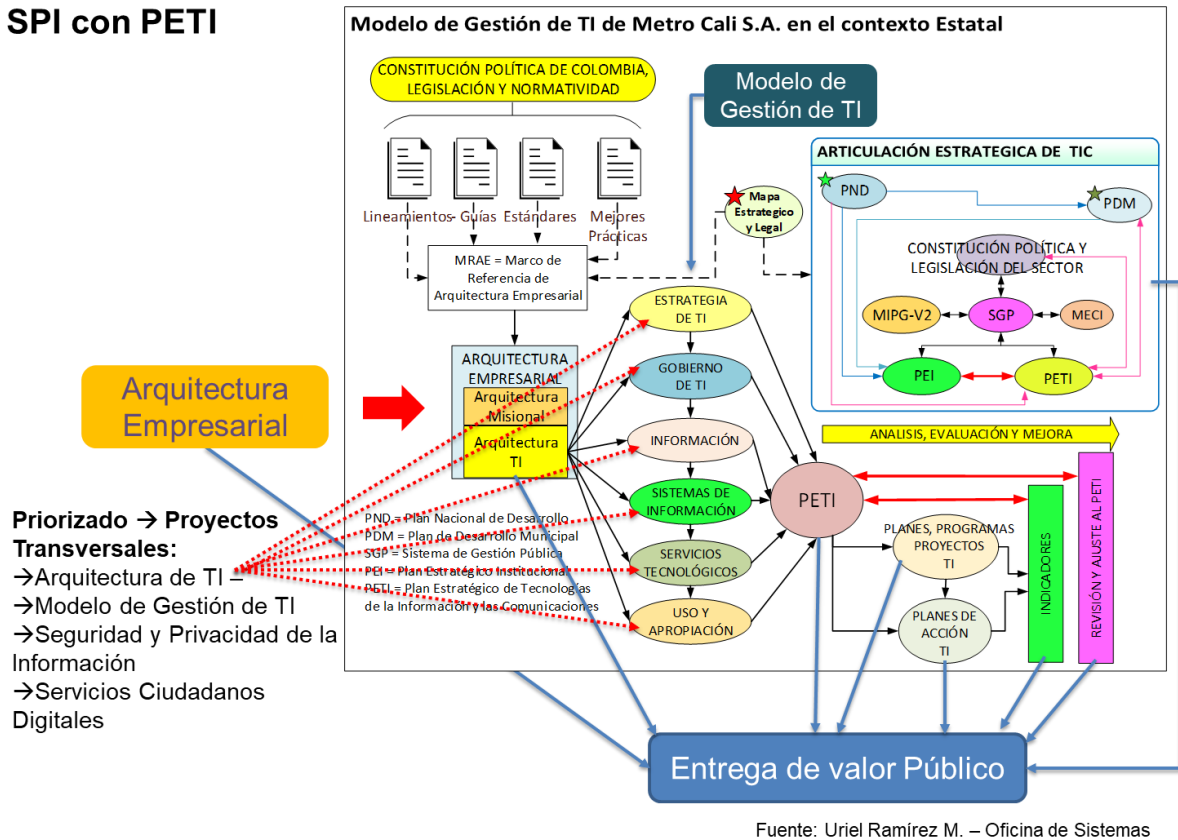 SPI con PETI
Modelo de Gestión de TI de Metro Cali S.A. en el contexto Estatal
CONSTITUCIÓN POLÍTICA DE COLOMBIA,
LEGISLACIÓN Y NORMATIVIDAD
Modelo de
Gestión de TI
Lineamientos- Guías Estándares Mejores
Prácticas
Mapa
Estrategico
y Legal
ARTICULACIÓN ESTRATEGICA DE TIC
PND
PDM
CONSTITUCIÓN POLÍTICA Y
LEGISLACIÓN DEL SECTOR
MIPG-V2
SGP
MECI
PEI
PETI
MRAE = Marco de
Referencia de
Arquitectura Empresarial
ARQUITECTURA
EMPRESARIAL
Arquitectura
Misional
Arquitectura
TI
Arquitectura
Empresarial
ESTRATEGIA
DE TI
GOBIERNO
DE TI
INFORMACIÓN
SISTEMAS DE
INFORMACIÓN
SERVICIOS
TECNOLÓGICOS
USO Y
APROPIACIÓN
PETI
ANALISIS, EVALUACIÓN Y MEJORA
PLANES, PROGRAMAS
PROYECTOS
TI
PLANES DE
ACCIÓN
TI
INDICADORES
REVISIÓN Y AJUSTE AL PETI
PND = Plan Nacional de Desarrollo
PDM = Plan de Desarrollo Municipal
SGP = Sistema de Gestión Pública
PEI = Plan Estratégico Institucional
PETI = Plan Estratégico de Tecnologías
de la Información y las Comunicaciones
Priorizado → Proyectos
Transversales:
→Arquitectura de TI –
→Modelo de Gestión de TI
→Seguridad y Privacidad de la
Información
→Servicios Ciudadanos
Digitales
Entrega de valor Público
Fuente: Uriel Ramírez M. – Oficina de Sistemas